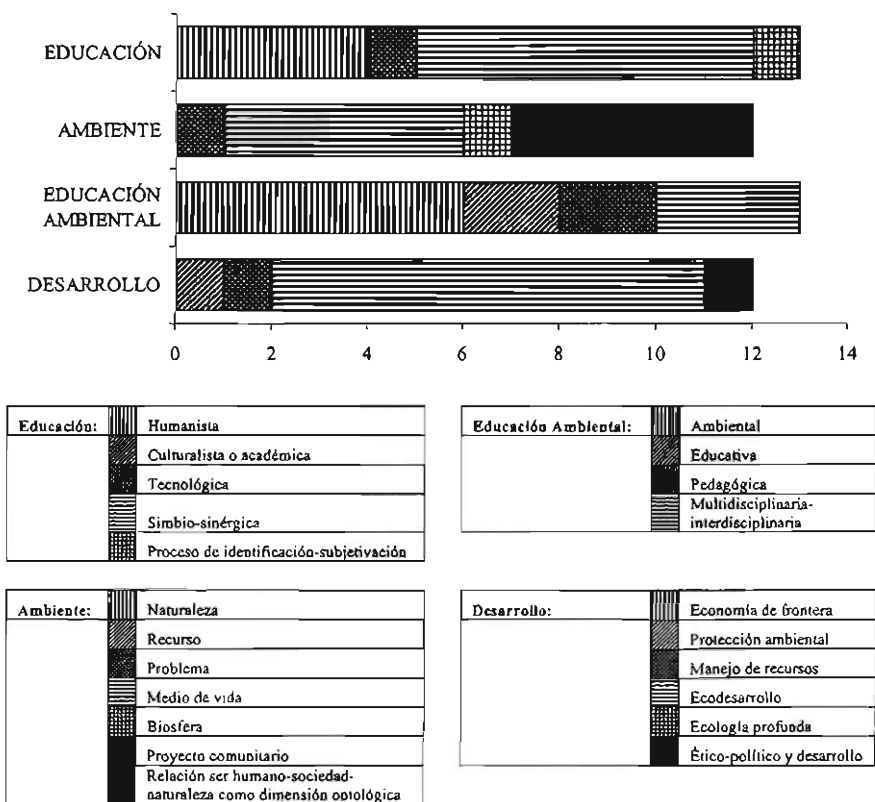 EDUCACIÓN
AMBIENTE
EDUCACIÓN
AMBIENTAL
DESARROLLO
0 2 4 6 8 10 12 14
Educación: Humanista
Culturalista o académica
Tecnológica
Simbio-sinérgica
Proceso de identificación-subjetivación
Educación Ambiental: Ambiental
Educativa
Pedagógica
Multidisciplinaria-
interdisciplinaria
Ambiente: Naturaleza
Recurso
Problema
Medio de vida
Biosfera
Proyecto comunitario
Relación ser humano-sociedad-
naturaleza como dimensión ontológica
Desarrollo: Economía de frontera
Protección ambiental
Manejo de recursos
Ecodesarrollo
Ecología profunda
Ético-político y desarrollo